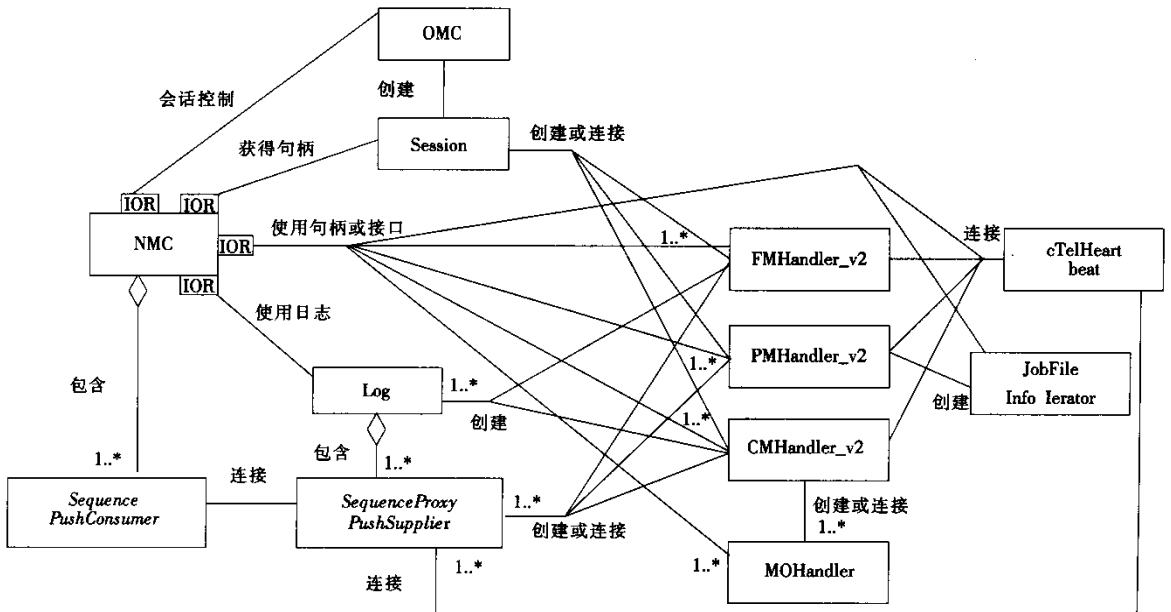 OMC
创建
会话控制
Session
创建或连接
获得句柄
IOR
IOR
NMC
IOR
使用句柄或接口
1..*
FMHandler_v2
连接
cTelHeart
beat
IOR
使用日志
PMHandler_v2
1..*
JobFile
Info Ierator
创建
包含
Log
1..*
创建
1..*
CMHandler_v2
包含
1..*
连接
1..*
Sequence
PushConsumer
SequenceProxy
PushSupplier
1..*
创建或连接
创建或连接
1..*
连接
1..*
1..*
MOHandler